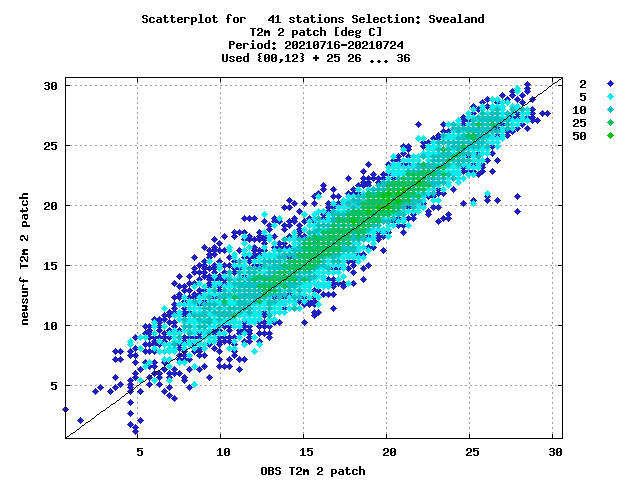 Scatterplot for   41 stations Selection: Svealand
T2m 2 patch [deg C]
Period: 20210716-20210724
Used {00,12} + 25 26 ... 36
2
5
10
25
50
30
25
20
15
10
5
newsurf T2m 2 patch
5 10 15 20 25 30
OBS T2m 2 patch